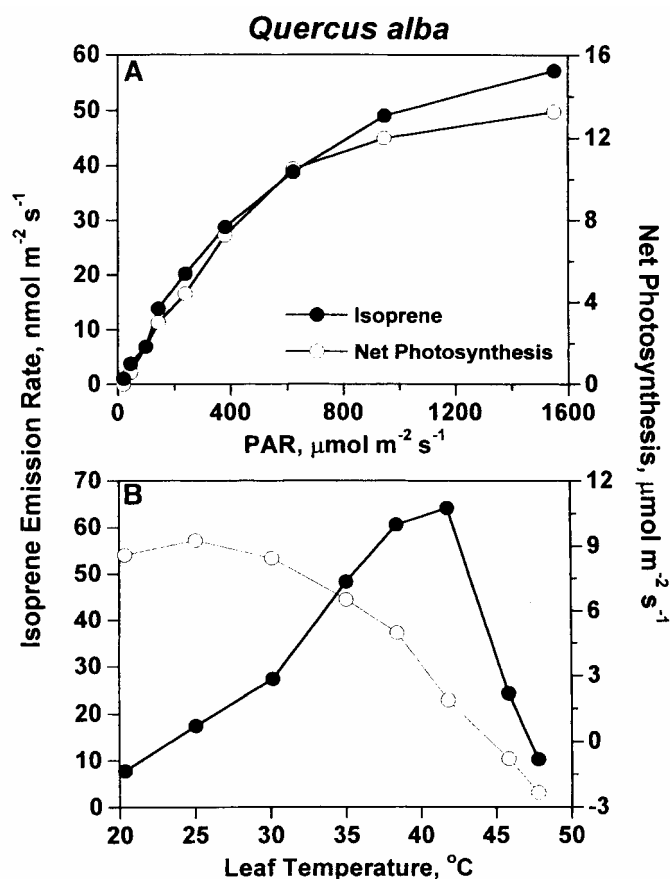 Quercus alba
A
60
50
40
30
20
10
0
16
12
8
4
0
Isoprene
Net Photosynthesis
0 400 800 1200 1600
PAR, μmol m⁻² s⁻¹
Isoprene Emission Rate, nmol m⁻² s⁻¹
Net Photosynthesis, μmol m⁻² s⁻¹
B
70
60
50
40
30
20
10
0
12
9
6
3
0
-3
20 25 30 35 40 45 50
Leaf Temperature, °C